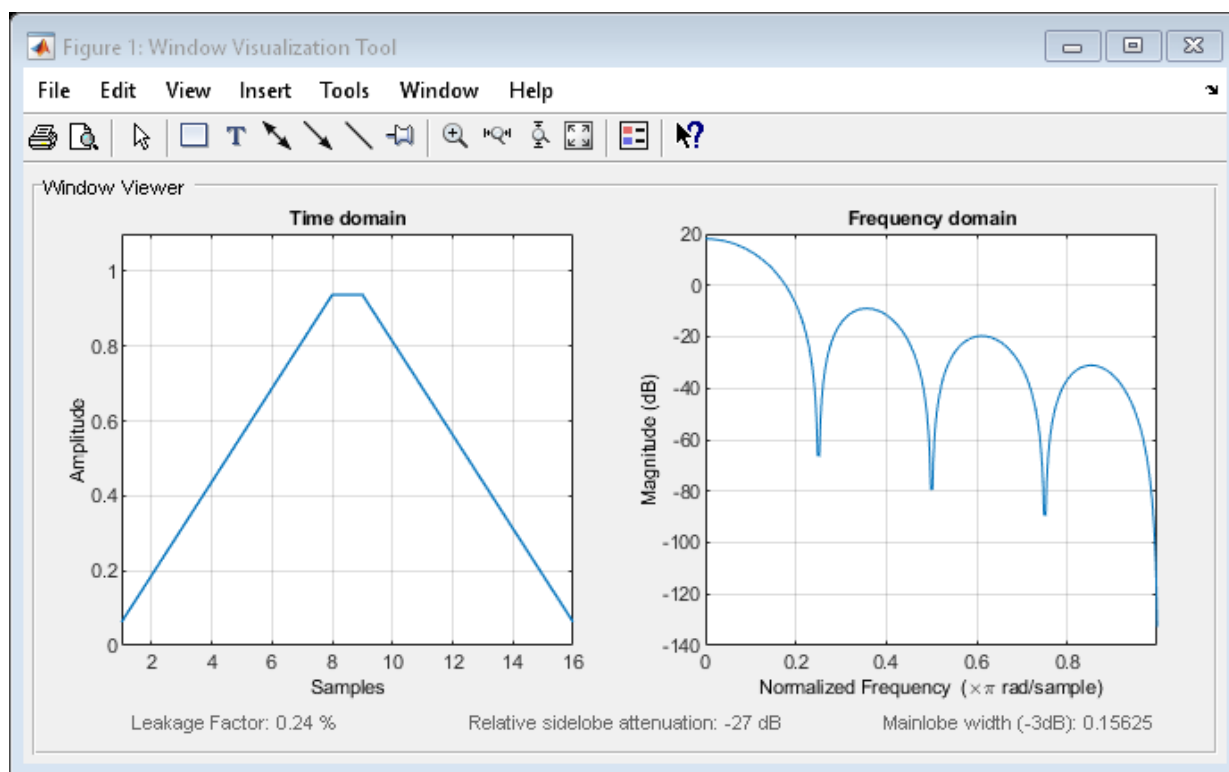 Figure 1: Window Visualization Tool
File Edit View Insert Tools Window Help
T
?
Window Viewer
Time domain
1
0.8
0.6
0.4
0.2
0
Amplitude
2 4 6 8 10 12 14 16
Samples
Frequency domain
20
0
-20
-40
-60
-80
-100
-120
-140
Magnitude (dB)
0 0.2 0.4 0.6 0.8
Normalized Frequency (×π rad/sample)
Leakage Factor: 0.24 % Relative sidelobe attenuation: -27 dB Mainlobe width (-3dB): 0.15625